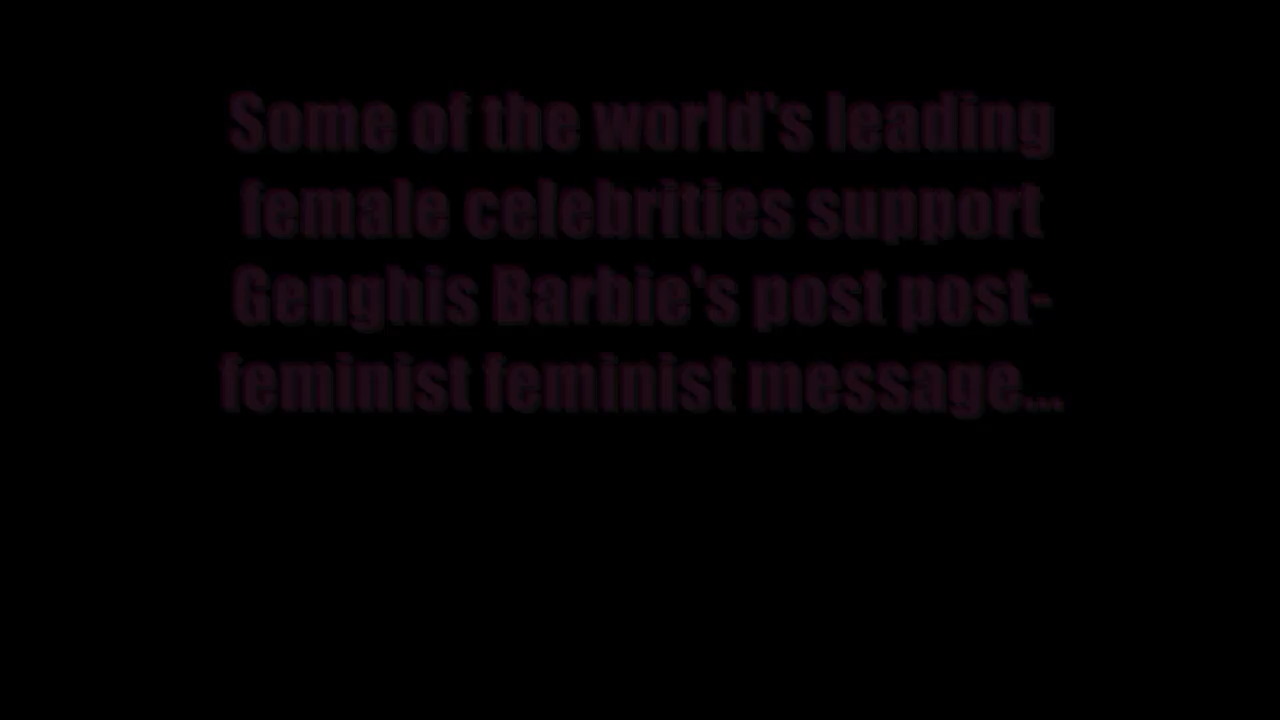 Some of the world's leading
female celebrities support
Genghis Barbie's post post-
feminist feminist message...